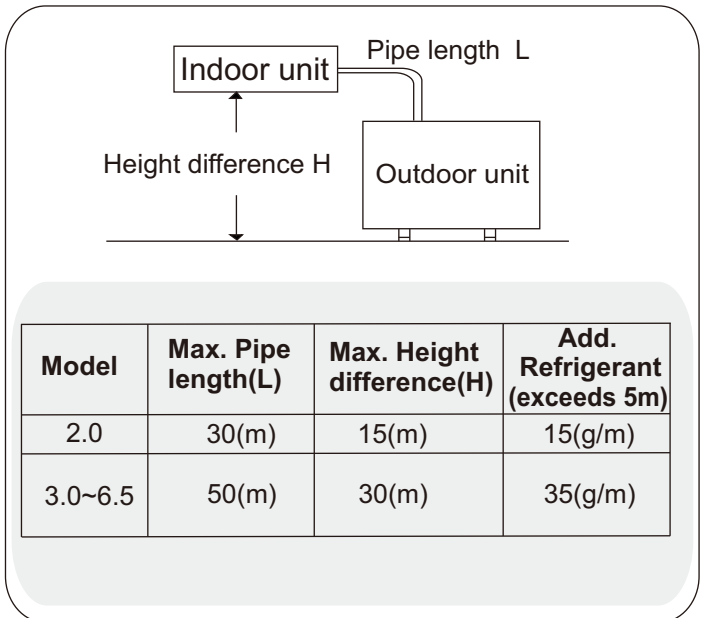 Pipe length L
Indoor unit
Height difference H
Outdoor unit
Model
Max. Pipe
length(L)
Max. Height
difference(H)
Add.
Refrigerant
(exceeds 5m)
2.0 30(m) 15(m) 15(g/m)
3.0~6.5 50(m) 30(m) 35(g/m)